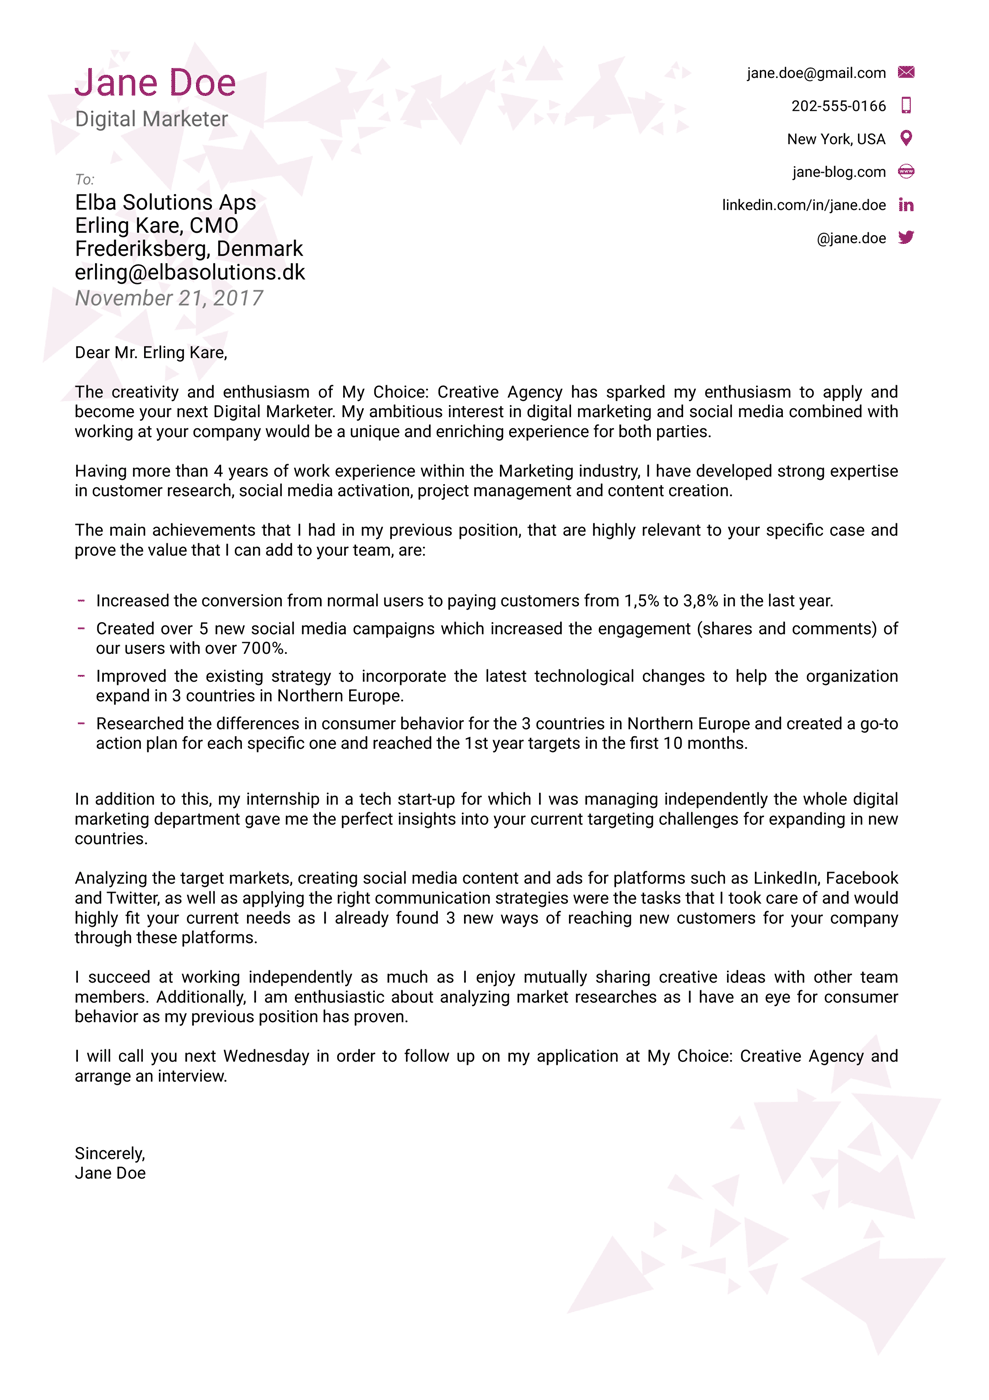 Jane Doe
Digital Marketer
jane.doe@gmail.com
202-555-0166
New York, USA
jane-blog.com
linkedin.com/in/jane.doe
@jane.doe
To:
Elba Solutions Aps
Erling Kare, CMO
Frederiksberg, Denmark
erling@elbasolutions.dk
November 21, 2017
Dear Mr. Erling Kare,
The creativity and enthusiasm of My Choice: Creative Agency has sparked my enthusiasm to apply and
become your next Digital Marketer. My ambitious interest in digital marketing and social media combined with
working at your company would be a unique and enriching experience for both parties.
Having more than 4 years of work experience within the Marketing industry, I have developed strong expertise
in customer research, social media activation, project management and content creation.
The main achievements that I had in my previous position, that are highly relevant to your specific case and
prove the value that I can add to your team, are:
– Increased the conversion from normal users to paying customers from 1,5% to 3,8% in the last year.
– Created over 5 new social media campaigns which increased the engagement (shares and comments) of
our users with over 700%.
– Improved the existing strategy to incorporate the latest technological changes to help the organization
expand in 3 countries in Northern Europe.
– Researched the differences in consumer behavior for the 3 countries in Northern Europe and created a go-to
action plan for each specific one and reached the 1st year targets in the first 10 months.
In addition to this, my internship in a tech start-up for which I was managing independently the whole digital
marketing department gave me the perfect insights into your current targeting challenges for expanding in new
countries.
Analyzing the target markets, creating social media content and ads for platforms such as LinkedIn, Facebook
and Twitter, as well as applying the right communication strategies were the tasks that I took care of and would
highly fit your current needs as I already found 3 new ways of reaching new customers for your company
through these platforms.
I succeed at working independently as much as I enjoy mutually sharing creative ideas with other team
members. Additionally, I am enthusiastic about analyzing market researches as I have an eye for consumer
behavior as my previous position has proven.
I will call you next Wednesday in order to follow up on my application at My Choice: Creative Agency and
arrange an interview.
Sincerely,
Jane Doe